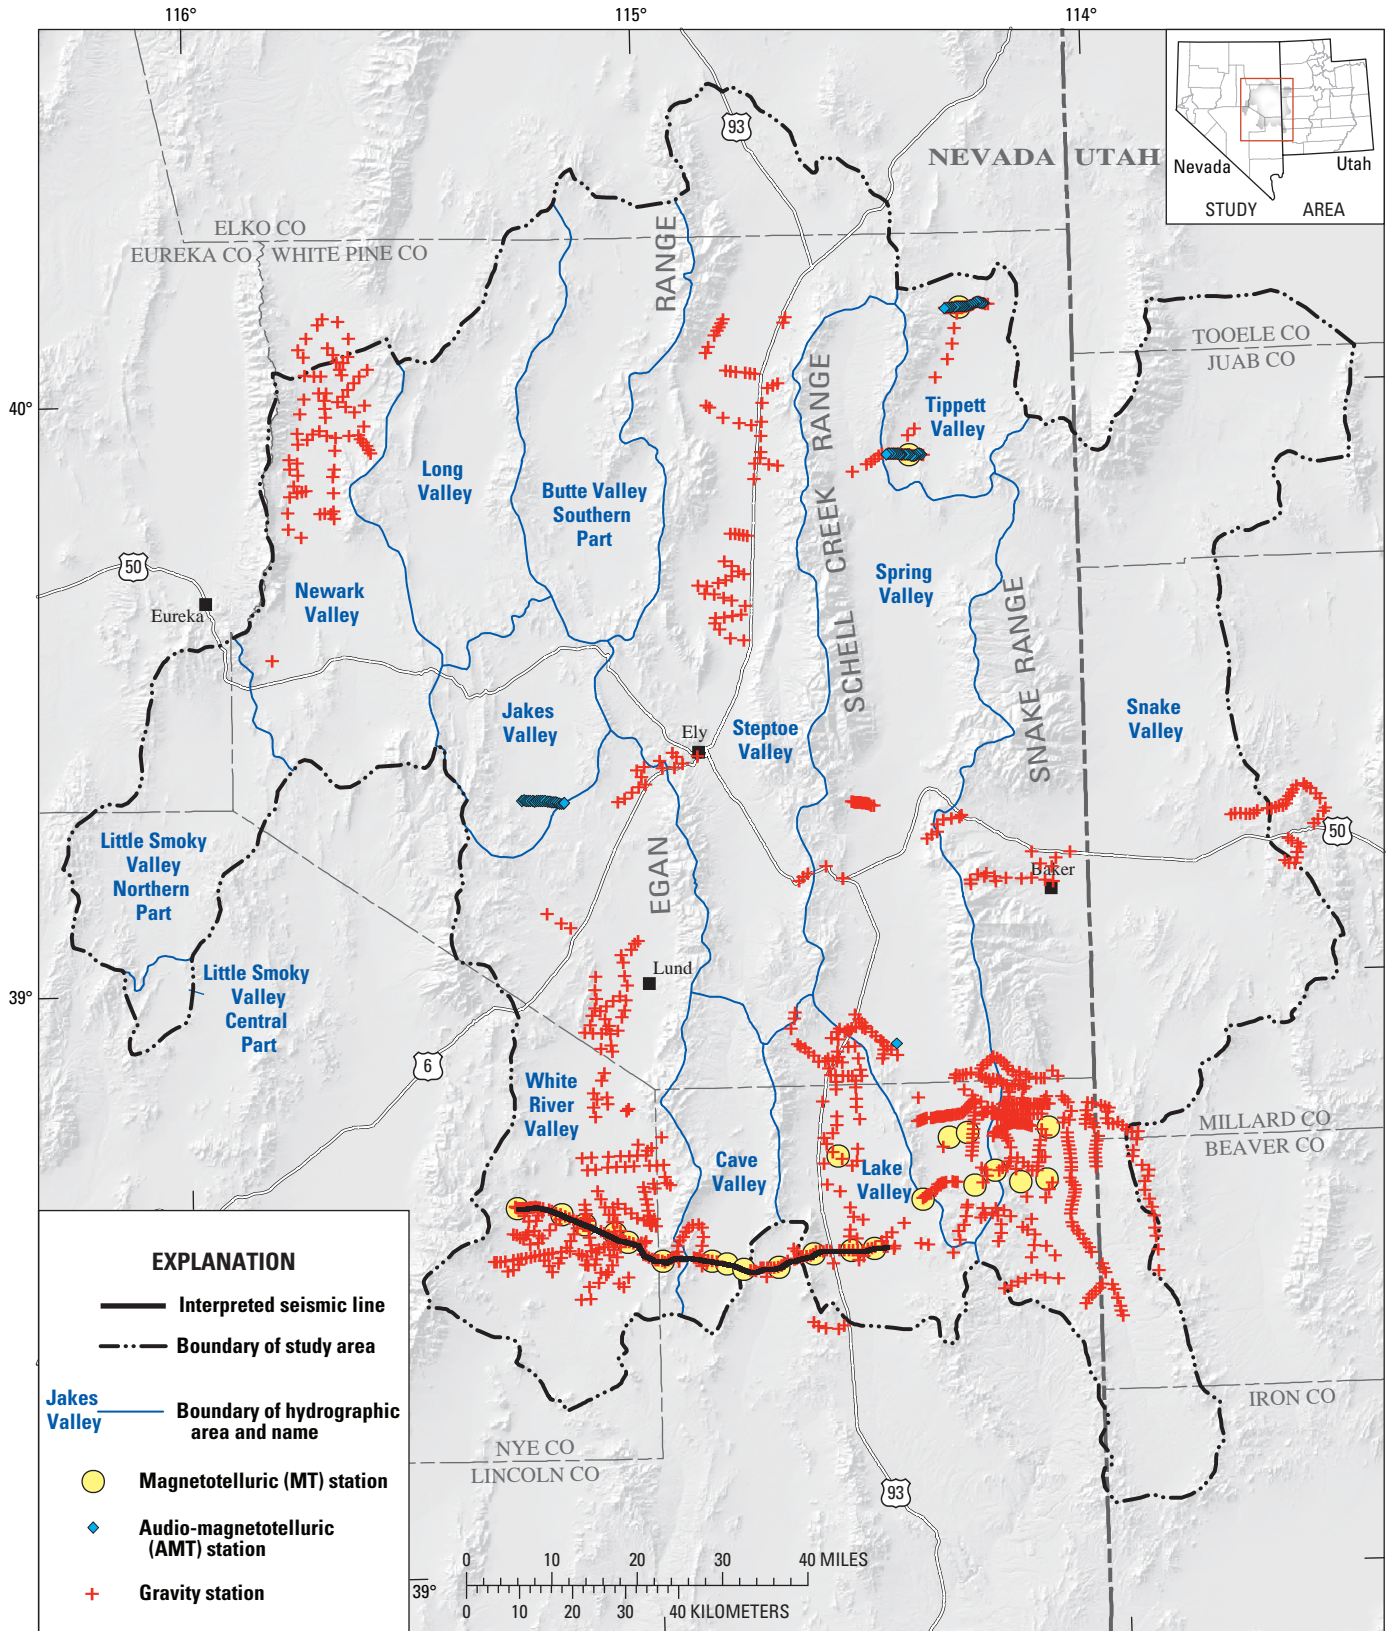 116°
115°
114°
93
NEVADA
UTAH
Nevada
Utah
STUDY AREA
ELKO CO
EUREKA CO
WHITE PINE CO
RANGE
TOOELE CO
JUAB CO
40°
Tippett
Valley
Long
Valley
Butte Valley
Southern
Part
SCHELL CREEK RANGE
50
Eureka
Newark
Valley
Spring
Valley
SNAKE RANGE
Jakes
Valley
Ely
Steptoe
Valley
Snake
Valley
50
Little Smoky
Valley
Northern
Part
EGAN
Baker
Lund
39°
Little Smoky
Valley
Central
Part
6
White
River
Valley
MILLARD CO
BEAVER CO
Cave
Valley
Lake
Valley
EXPLANATION
Interpreted seismic line
Boundary of study area
Jakes
Valley
Boundary of hydrographic
area and name
Magnetotelluric (MT) station
Audio-magnetotelluric
(AMT) station
Gravity station
IRON CO
NYE CO
LINCOLN CO
93
39°
0 10 20 30 40 MILES
0 10 20 30 40 KILOMETERS